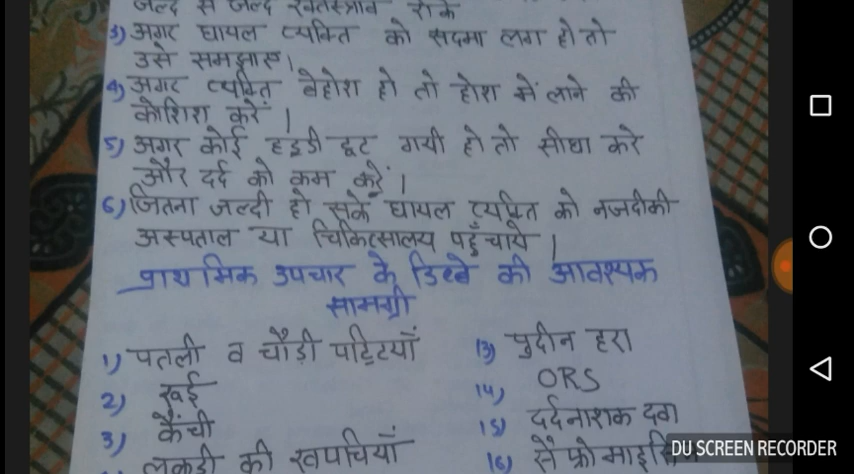 जल्द से जल्द रक्तस्त्राव रोके
3) अगर घायल व्यक्ति को सदमा लग हो तो
उसे समझाए।
4) अगर व्यक्ति बेहोश हो तो होश में लाने की
कोशिश करें।
5) अगर कोई हड्डी टूट गयी हो तो सीधा करे
और दर्द को कम करें।
6) जितना जल्दी हो सके घायल व्यक्ति को नजदीकी
अस्पताल या चिकित्सालय पहुँचाये।
प्राथमिक उपचार के डिब्बे की आवश्यक
सामग्री
1) पतली व चौड़ी पट्टियाँ
2) रुई
3) कैंची
लकडी की खपचियाँ
13) पुदीन हरा
14) ORS
15) दर्दनाशक दवा
16)
DU SCREEN RECORDER